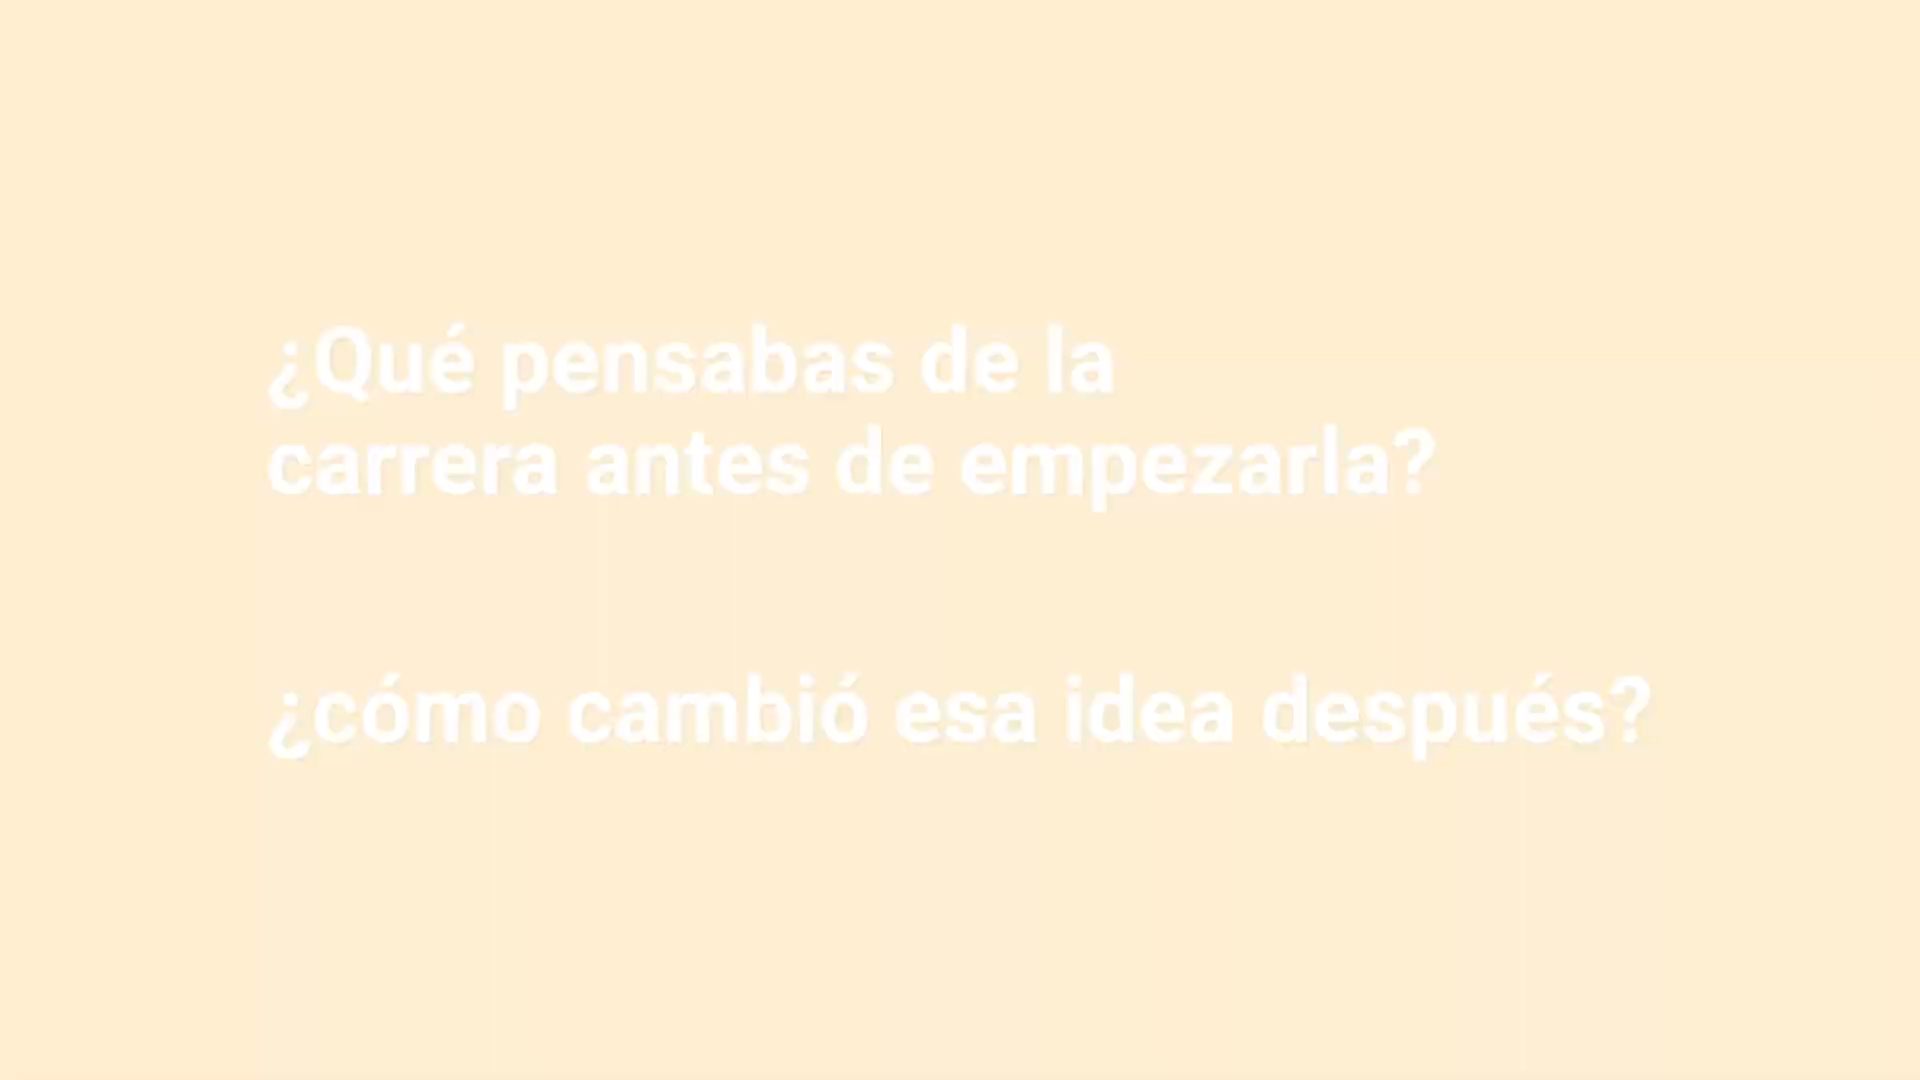 ¿Qué pensabas de la
carrera antes de empezarla?
¿cómo cambió esa idea después?